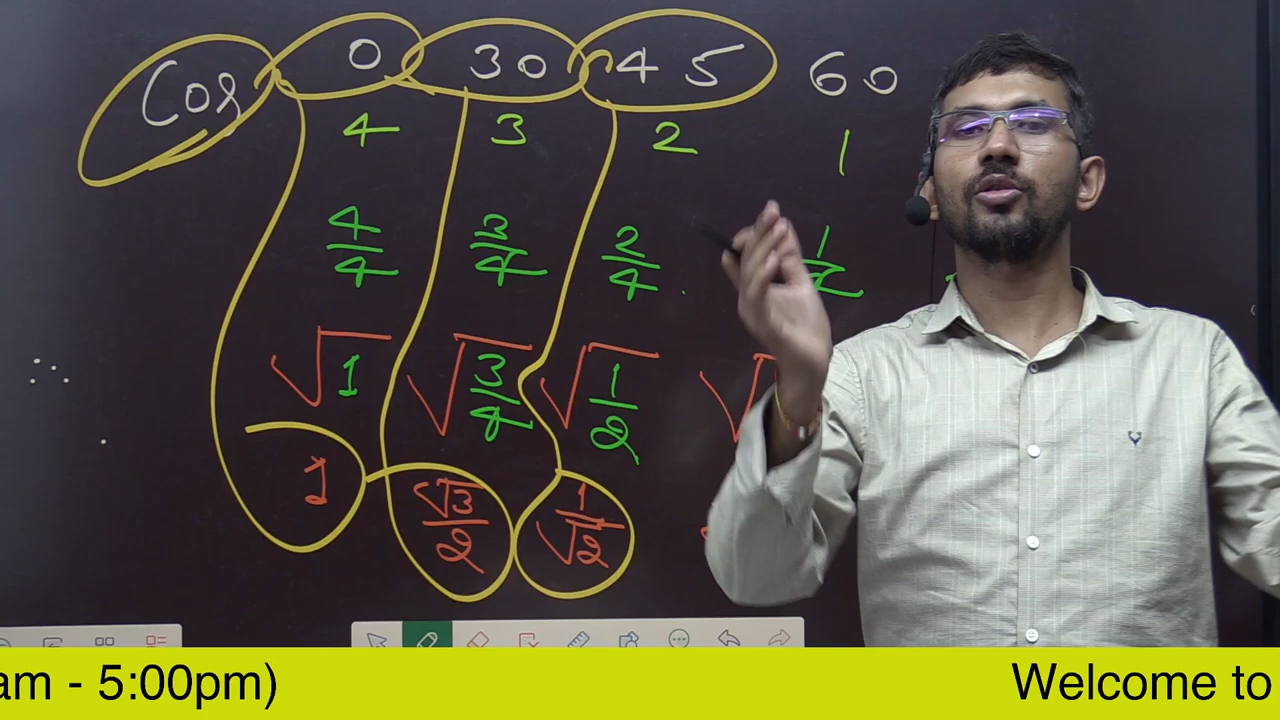 Cos 0 30 45 60
4 3 2 1
4/4 3/4 2/4 1/4
√1 √3/4 √1/2 √
1 √3/2 1/√2
am - 5:00pm) Welcome to